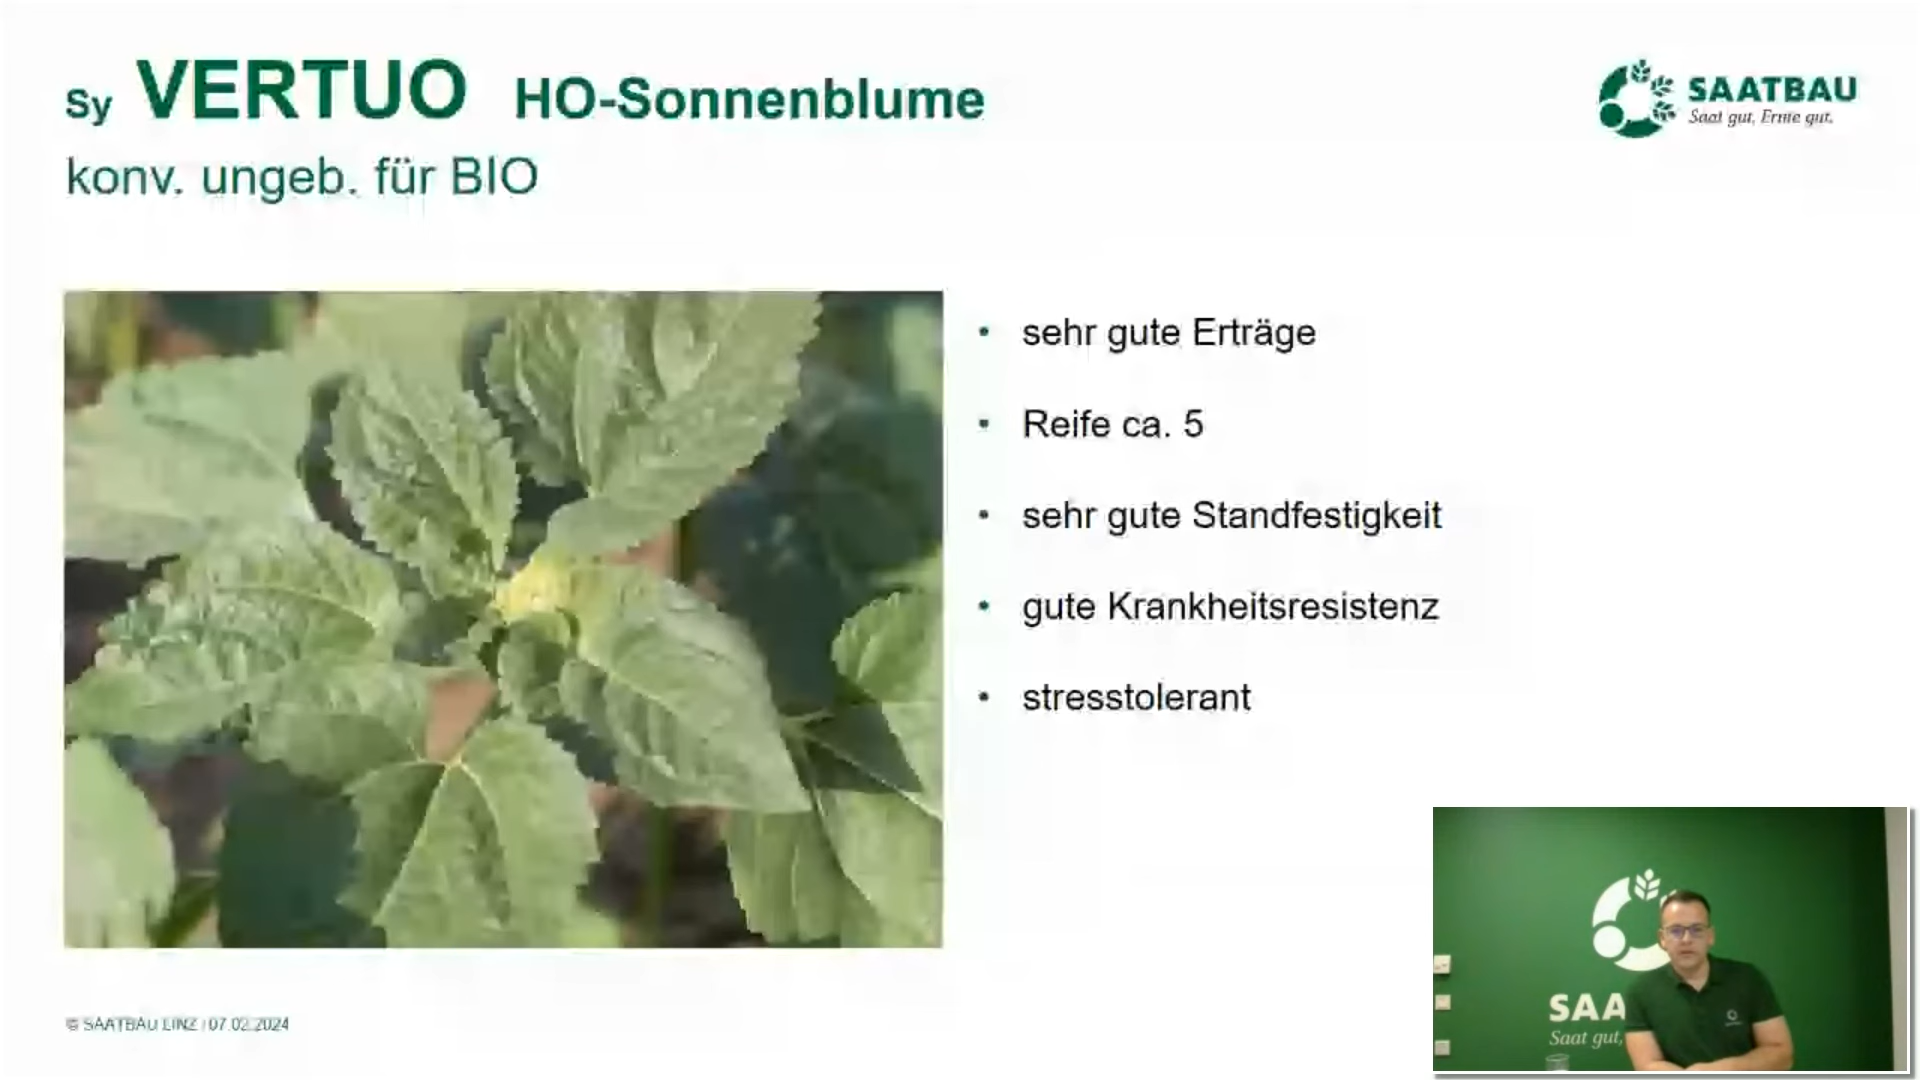 Sy VERTUO HO-Sonnenblume
konv. ungeb. für BIO
SAATBAU
Saat gut, Ernte gut.
• sehr gute Erträge
• Reife ca. 5
• sehr gute Standfestigkeit
• gute Krankheitsresistenz
• stresstolerant
SAA
Saat gut,
© SAATBAU LINZ | 07.02.2024